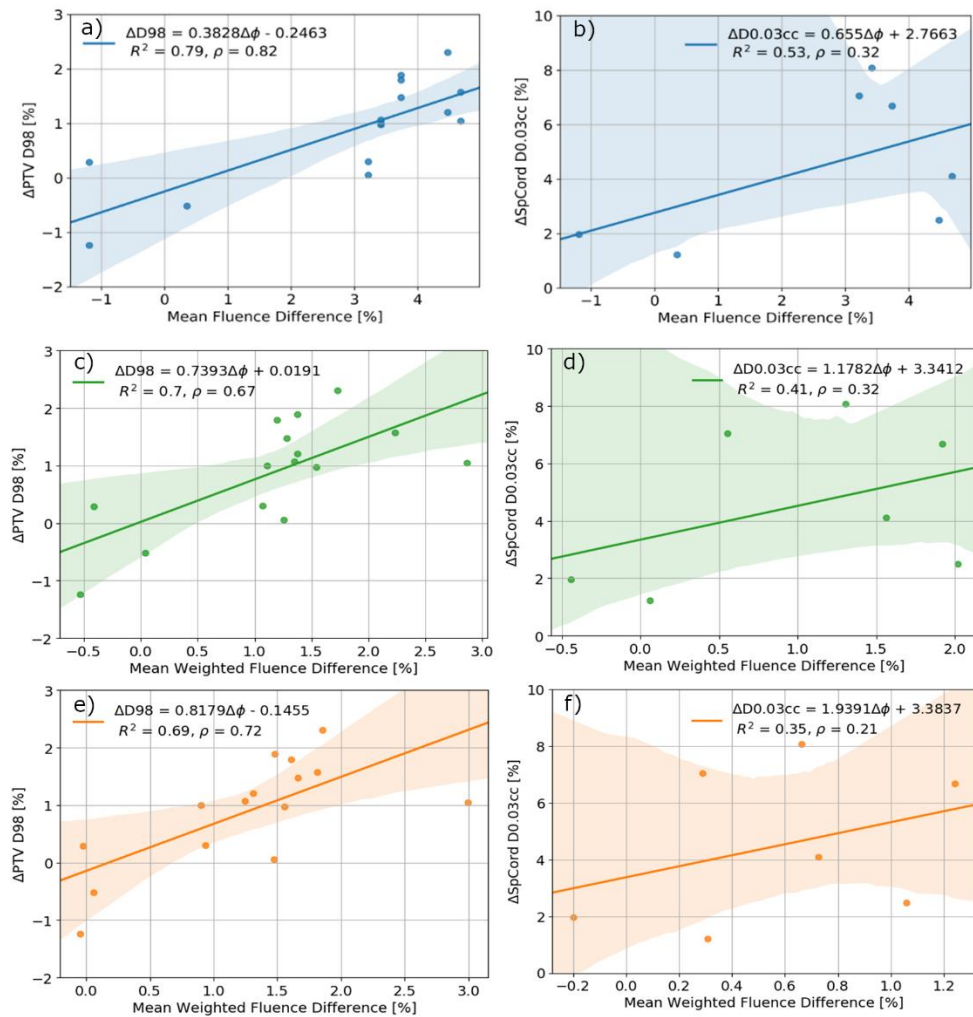 a)
ΔD98 = 0.3828Δϕ - 0.2463
R² = 0.79, ρ = 0.82
3
2
1
0
−1
−2
ΔPTV D98 [%]
−1 0 1 2 3 4
Mean Fluence Difference [%]
b)
ΔD0.03cc = 0.655Δϕ + 2.7663
R² = 0.53, ρ = 0.32
10
8
6
4
2
0
ΔSpCord D0.03cc [%]
−1 0 1 2 3 4
Mean Fluence Difference [%]
c)
ΔD98 = 0.7393Δϕ + 0.0191
R² = 0.7, ρ = 0.67
3
2
1
0
−1
−2
ΔPTV D98 [%]
−0.5 0.0 0.5 1.0 1.5 2.0 2.5 3.0
Mean Weighted Fluence Difference [%]
d)
ΔD0.03cc = 1.1782Δϕ + 3.3412
R² = 0.41, ρ = 0.32
10
8
6
4
2
0
ΔSpCord D0.03cc [%]
−0.5 0.0 0.5 1.0 1.5 2.0
Mean Weighted Fluence Difference [%]
e)
ΔD98 = 0.8179Δϕ - 0.1455
R² = 0.69, ρ = 0.72
3
2
1
0
−1
−2
ΔPTV D98 [%]
0.0 0.5 1.0 1.5 2.0 2.5 3.0
Mean Weighted Fluence Difference [%]
f)
ΔD0.03cc = 1.9391Δϕ + 3.3837
R² = 0.35, ρ = 0.21
10
8
6
4
2
0
ΔSpCord D0.03cc [%]
−0.2 0.0 0.2 0.4 0.6 0.8 1.0 1.2
Mean Weighted Fluence Difference [%]